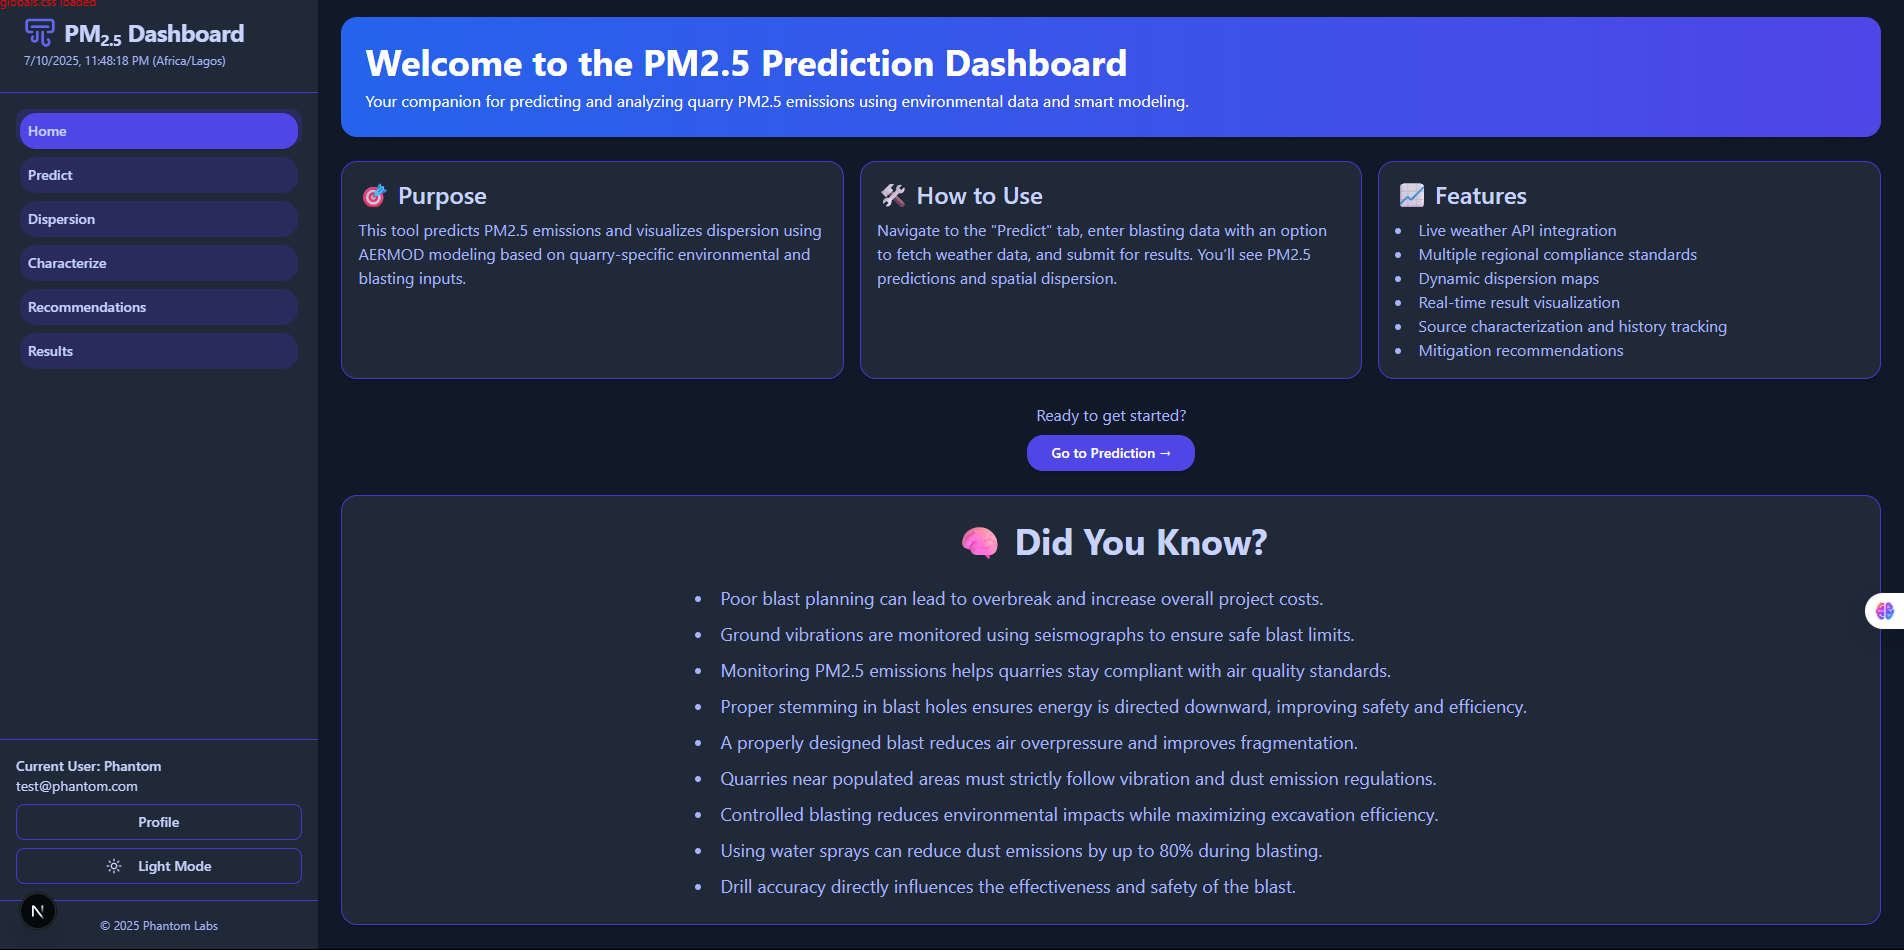 globals.css loaded
PM2.5 Dashboard
7/10/2025, 11:48:18 PM (Africa/Lagos)
Home
Predict
Dispersion
Characterize
Recommendations
Results
Current User: Phantom
test@phantom.com
Profile
Light Mode
N
© 2025 Phantom Labs
Welcome to the PM2.5 Prediction Dashboard
Your companion for predicting and analyzing quarry PM2.5 emissions using environmental data and smart modeling.
Purpose
This tool predicts PM2.5 emissions and visualizes dispersion using
AERMOD modeling based on quarry-specific environmental and
blasting inputs.
How to Use
Navigate to the "Predict" tab, enter blasting data with an option
to fetch weather data, and submit for results. You’ll see PM2.5
predictions and spatial dispersion.
Features
• Live weather API integration
• Multiple regional compliance standards
• Dynamic dispersion maps
• Real-time result visualization
• Source characterization and history tracking
• Mitigation recommendations
Ready to get started?
Go to Prediction →
Did You Know?
• Poor blast planning can lead to overbreak and increase overall project costs.
• Ground vibrations are monitored using seismographs to ensure safe blast limits.
• Monitoring PM2.5 emissions helps quarries stay compliant with air quality standards.
• Proper stemming in blast holes ensures energy is directed downward, improving safety and efficiency.
• A properly designed blast reduces air overpressure and improves fragmentation.
• Quarries near populated areas must strictly follow vibration and dust emission regulations.
• Controlled blasting reduces environmental impacts while maximizing excavation efficiency.
• Using water sprays can reduce dust emissions by up to 80% during blasting.
• Drill accuracy directly influences the effectiveness and safety of the blast.